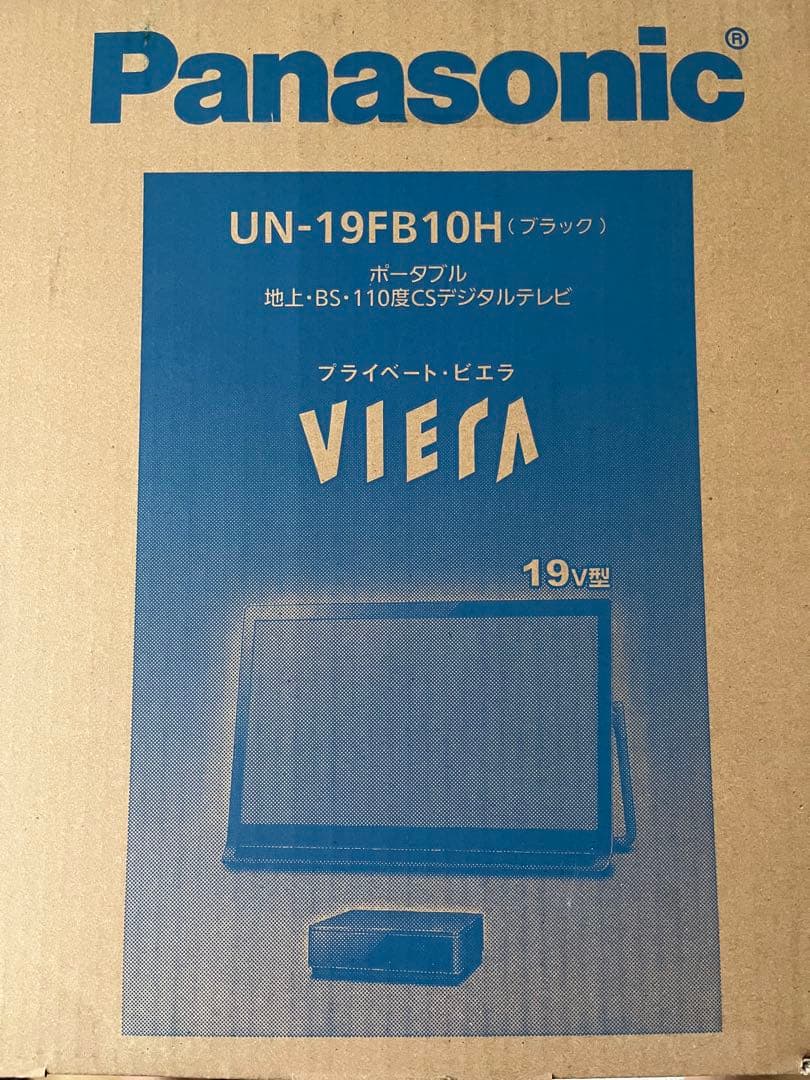 Panasonic®
UN-19FB10H（ブラック）
ポータブル
地上・BS・110度CSデジタルテレビ
プライベート・ビエラ
VIERA
19V型